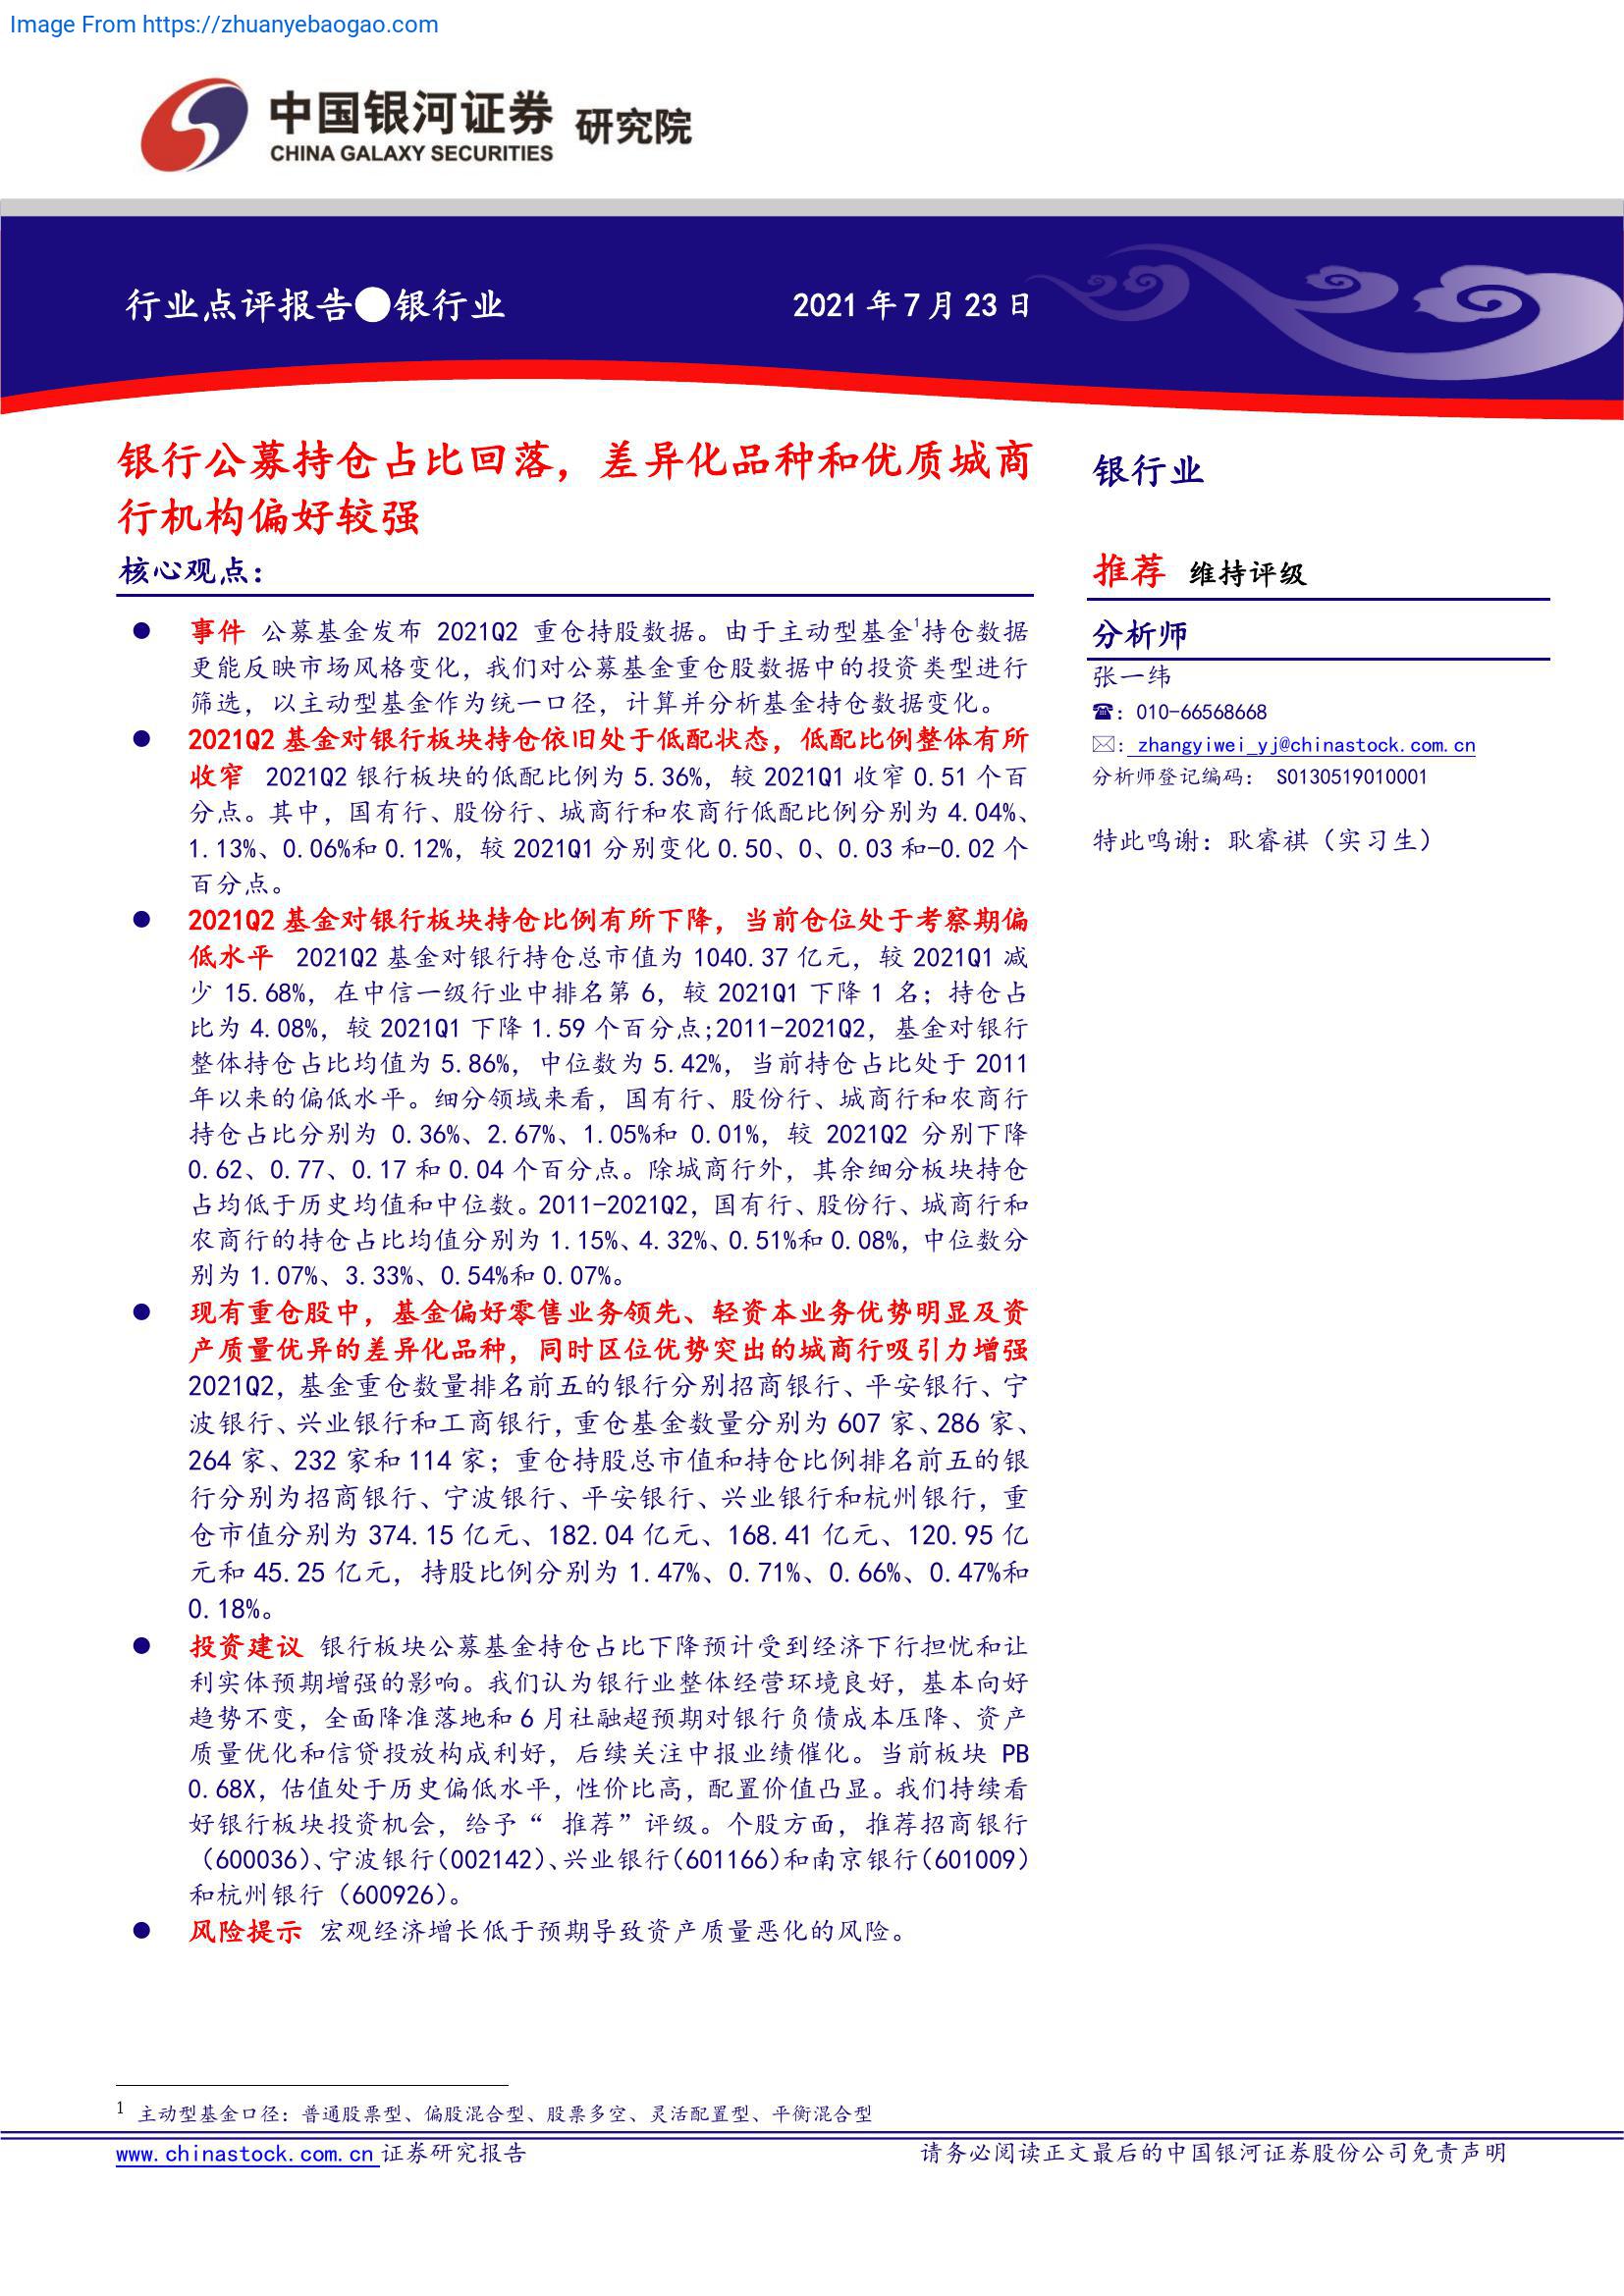 Image From https://zhuanyebaogao.com
中国银河证券 研究院
CHINA GALAXY SECURITIES
行业点评报告●银行业
2021 年 7 月 23 日
银行公募持仓占比回落，差异化品种和优质城商
行机构偏好较强
核心观点：
● 事件 公募基金发布 2021Q2 重仓持股数据。由于主动型基金1持仓数据
更能反映市场风格变化，我们对公募基金重仓股数据中的投资类型进行
筛选，以主动型基金作为统一口径，计算并分析基金持仓数据变化。
● 2021Q2 基金对银行板块持仓依旧处于低配状态，低配比例整体有所
收窄 2021Q2 银行板块的低配比例为 5.36%，较 2021Q1 收窄 0.51 个百
分点。其中，国有行、股份行、城商行和农商行低配比例分别为 4.04%、
1.13%、0.06%和 0.12%，较 2021Q1 分别变化 0.50、0、0.03 和-0.02 个
百分点。
● 2021Q2 基金对银行板块持仓比例有所下降，当前仓位处于考察期偏
低水平 2021Q2 基金对银行持仓总市值为 1040.37 亿元，较 2021Q1 减
少 15.68%，在中信一级行业中排名第 6，较 2021Q1 下降 1 名；持仓占
比为 4.08%，较 2021Q1 下降 1.59 个百分点;2011-2021Q2，基金对银行
整体持仓占比均值为 5.86%，中位数为 5.42%，当前持仓占比处于 2011
年以来的偏低水平。细分领域来看，国有行、股份行、城商行和农商行
持仓占比分别为 0.36%、2.67%、1.05%和 0.01%，较 2021Q2 分别下降
0.62、0.77、0.17 和 0.04 个百分点。除城商行外，其余细分板块持仓
占均低于历史均值和中位数。2011-2021Q2，国有行、股份行、城商行和
农商行的持仓占比均值分别为 1.15%、4.32%、0.51%和 0.08%，中位数分
别为 1.07%、3.33%、0.54%和 0.07%。
● 现有重仓股中，基金偏好零售业务领先、轻资本业务优势明显及资
产质量优异的差异化品种，同时区位优势突出的城商行吸引力增强
2021Q2，基金重仓数量排名前五的银行分别招商银行、平安银行、宁
波银行、兴业银行和工商银行，重仓基金数量分别为 607 家、286 家、
264 家、232 家和 114 家；重仓持股总市值和持仓比例排名前五的银
行分别为招商银行、宁波银行、平安银行、兴业银行和杭州银行，重
仓市值分别为 374.15 亿元、182.04 亿元、168.41 亿元、120.95 亿
元和 45.25 亿元，持股比例分别为 1.47%、0.71%、0.66%、0.47%和
0.18%。
● 投资建议 银行板块公募基金持仓占比下降预计受到经济下行担忧和让
利实体预期增强的影响。我们认为银行业整体经营环境良好，基本向好
趋势不变，全面降准落地和 6 月社融超预期对银行负债成本压降、资产
质量优化和信贷投放构成利好，后续关注中报业绩催化。当前板块 PB
0.68X，估值处于历史偏低水平，性价比高，配置价值凸显。我们持续看
好银行板块投资机会，给予“ 推荐”评级。个股方面，推荐招商银行
（600036）、宁波银行（002142）、兴业银行（601166）和南京银行（601009）
和杭州银行（600926）。
● 风险提示 宏观经济增长低于预期导致资产质量恶化的风险。
银行业
推荐 维持评级
分析师
张一纬
☎：010-66568668
✉：zhangyiwei_yj@chinastock.com.cn
分析师登记编码： S0130519010001
特此鸣谢：耿睿祺（实习生）
1 主动型基金口径：普通股票型、偏股混合型、股票多空、灵活配置型、平衡混合型
www.chinastock.com.cn 证券研究报告
请务必阅读正文最后的中国银河证券股份公司免责声明